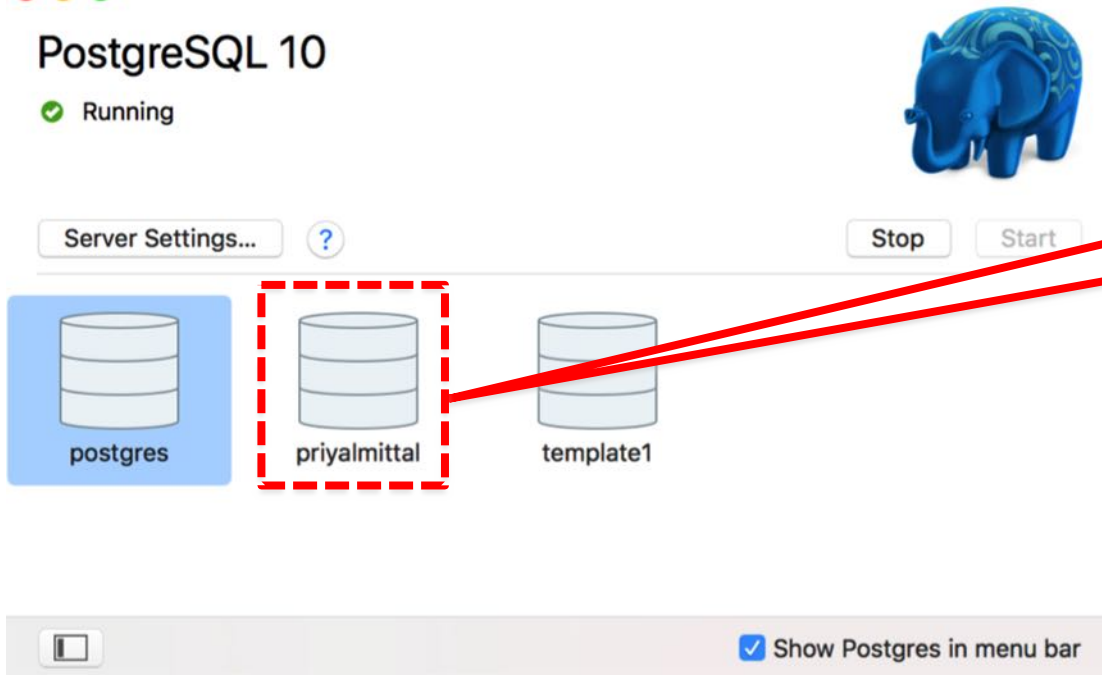 PostgreSQL 10
Running
Server Settings... ? Stop Start
postgres priyalmittal template1
Show Postgres in menu bar